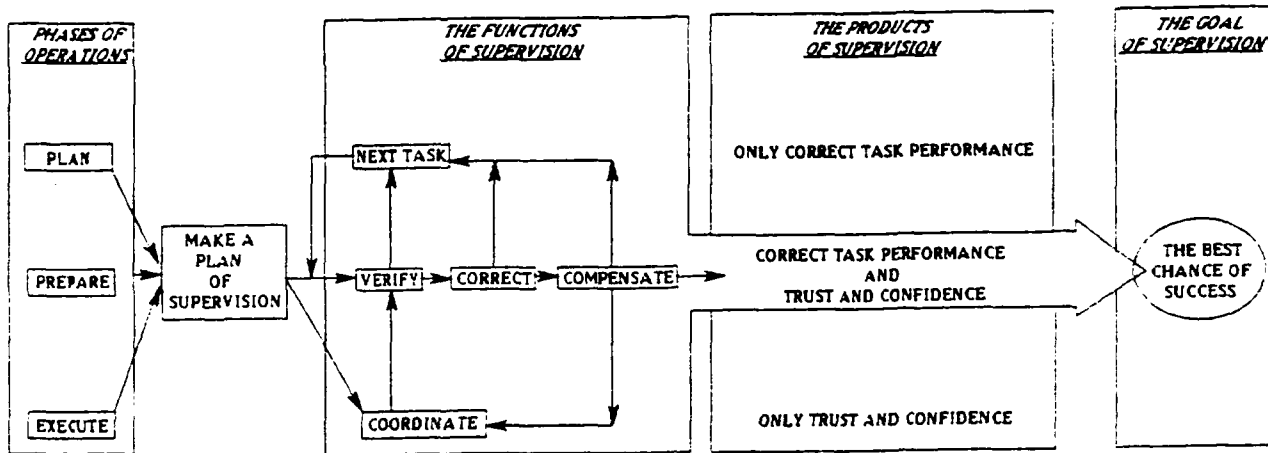 PHASES OF
OPERATIONS
THE FUNCTIONS
OF SUPERVISION
THE PRODUCTS
OF SUPERVISION
THE GOAL
OF SUPERVISION
PLAN
PREPARE
EXECUTE
MAKE A
PLAN
OF
SUPERVISION
NEXT TASK
VERIFY
CORRECT
COMPENSATE
COORDINATE
ONLY CORRECT TASK PERFORMANCE
CORRECT TASK PERFORMANCE
AND
TRUST AND CONFIDENCE
ONLY TRUST AND CONFIDENCE
THE BEST
CHANCE OF
SUCCESS